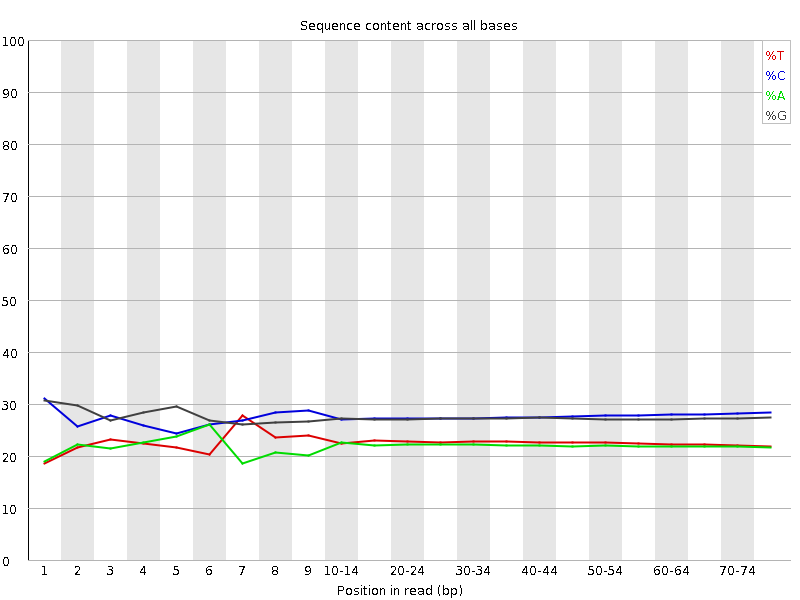 Sequence content across all bases
100
90
80
70
60
50
40
30
20
10
0
%T
%C
%A
%G
1 2 3 4 5 6 7 8 9 10-14 20-24 30-34 40-44 50-54 60-64 70-74
Position in read (bp)